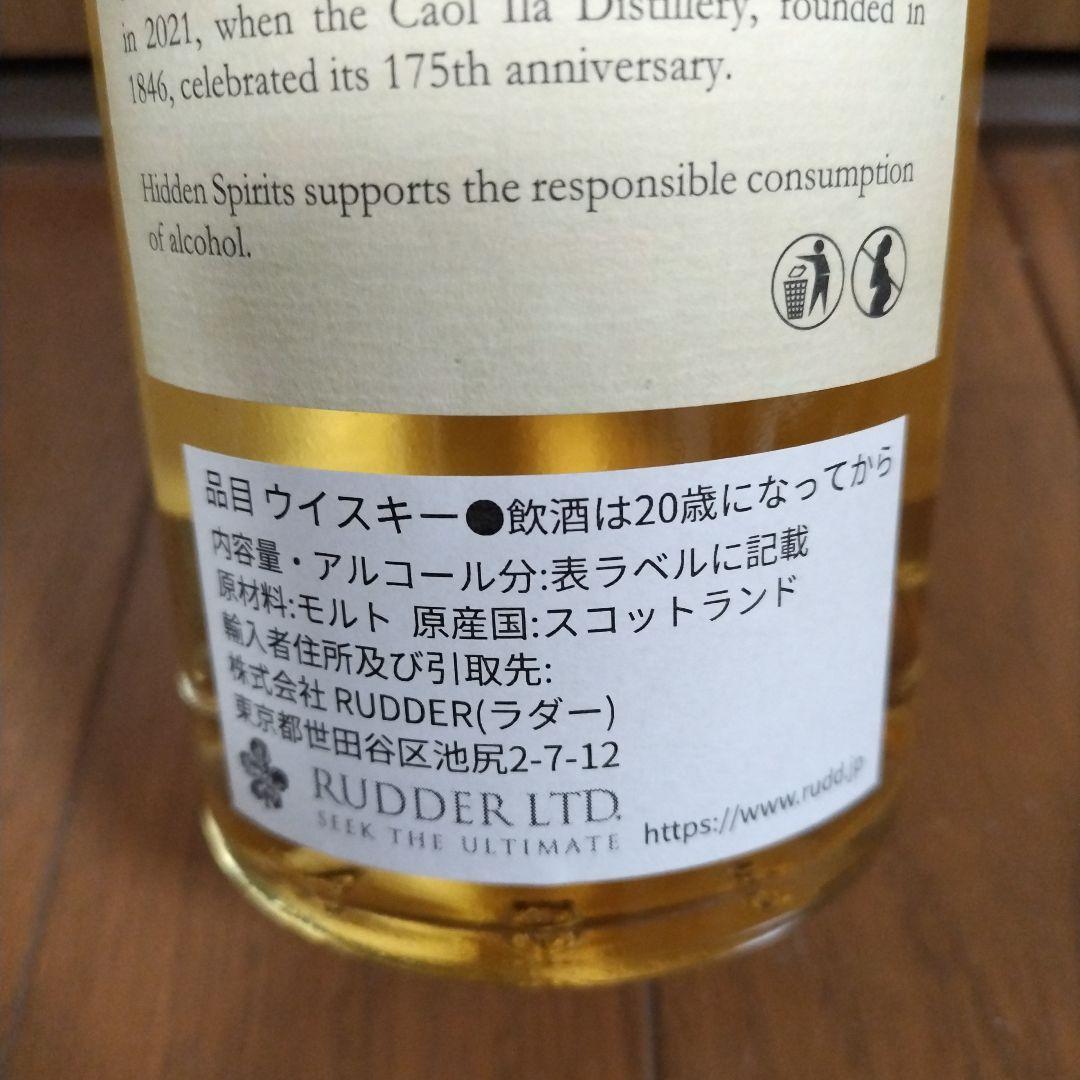 in 2021, when the Caol Ila Distillery, founded in
1846, celebrated its 175th anniversary.
Hidden Spirits supports the responsible consumption
of alcohol.
品目 ウイスキー●飲酒は20歳になってから
内容量・アルコール分:表ラベルに記載
原材料:モルト 原産国:スコットランド
輸入者住所及び引取先:
株式会社 RUDDER(ラダー)
東京都世田谷区池尻2-7-12
RUDDER LTD.
SEEK THE ULTIMATE
https://www.rudd.jp